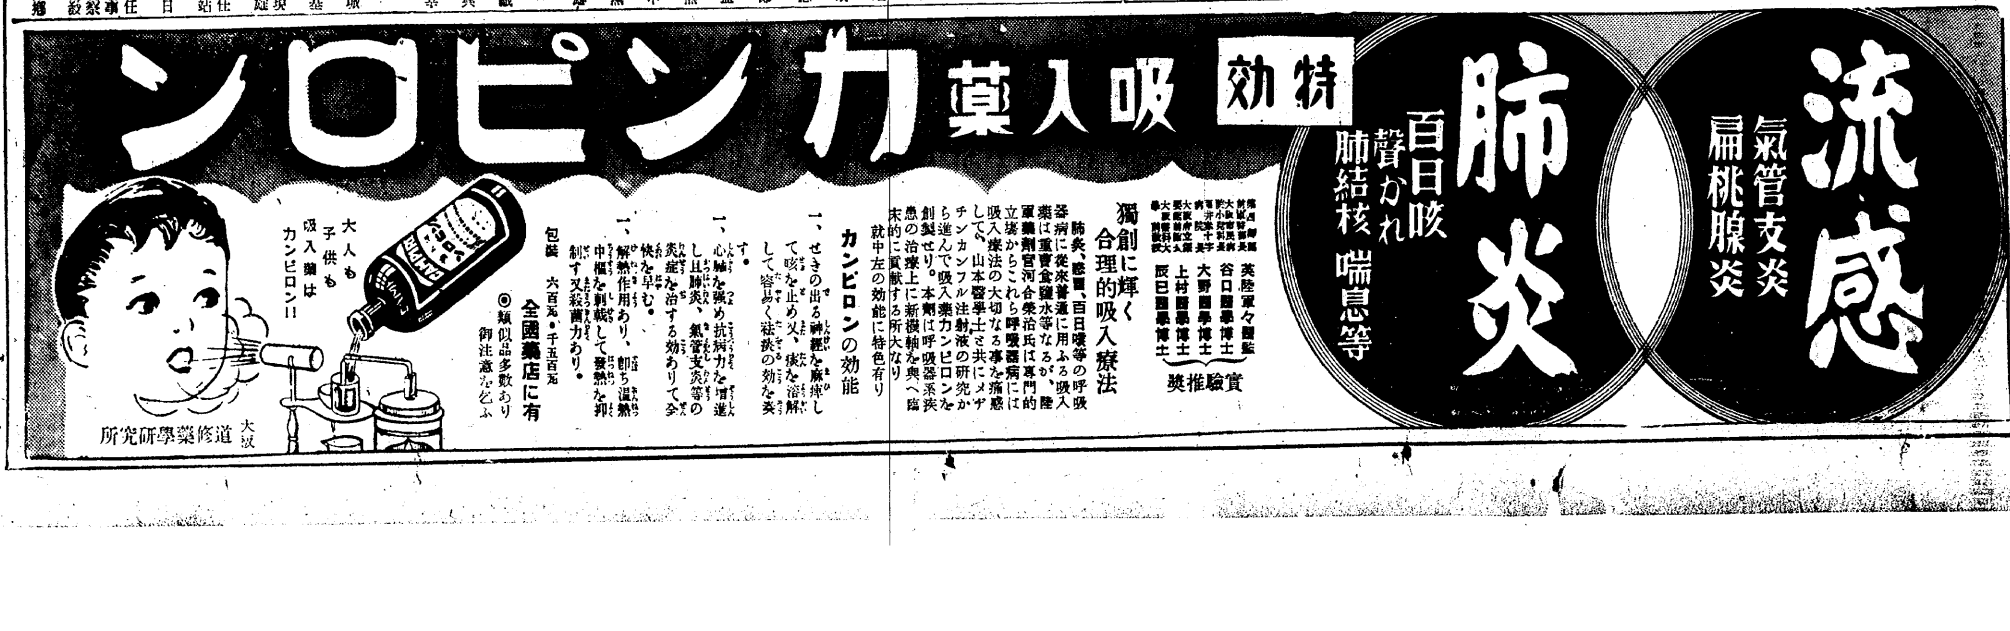 流感
氣管支炎
扁桃腺炎
肺炎
百日咳
聲かれ
肺結核
喘息等
特効
吸入藥
カンピロン
英陸軍々醫監
谷口醫學博士
大野醫學博士
上村醫學博士
辰巳醫學博士
實驗推奬
獨創に輝く
合理的吸入療法
肺炎、感冒、百日咳等の呼吸
器病に從來普通に用ふる吸入
藥は重曹食鹽水等なるが、陸
軍藥劑官河合榮治氏は專門的
立場からこれら呼吸器病には
吸入療法の大切なる事を痛感
して、山本醫學士と共にメヂ
チンカンフル注射液の研究か
ら進んで吸入藥カンピロンを
創製せり。本劑は呼吸器系疾
患の治療上に新機軸を與へ臨
床的に貢獻する所大なり
就中左の効能に特色有り
カンピロンの効能
一、せきの出る神經を麻痺し
て咳を止め又、痰を溶解
して容易く祛痰の効を奏
す。
一、心臟を強め抗病力を増進
し且肺炎、氣管支炎等の
炎症を治する効ありて全
快を早む。
一、解熱作用あり、卽ち溫熱
中樞を刺戟して發熱を抑
制す又殺菌力あり。
包裝 六百瓦・千五百瓦
全國藥店に有
◎類似品多數あり
御注意を乞ふ
大人も
子供も
吸入藥は
カンピロン!!
大阪
道修藥學硏究所